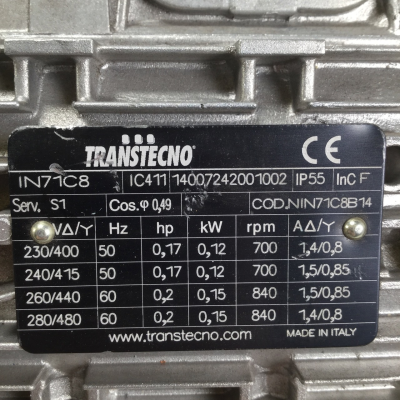 TRANSTECNO CE
IN71C8 IC411 14007242001002 IP55 InC F
Serv. S1 Cos.φ 0,49 COD.NIN71C8B14
VΔ/Y Hz hp kW rpm AΔ/Y
230/400 50 0,17 0,12 700 1,4/0,8
240/415 50 0,17 0,12 700 1,5/0,85
260/440 60 0,2 0,15 840 1,5/0,85
280/480 60 0,2 0,15 840 1,4/0,8
www.transtecno.com MADE IN ITALY